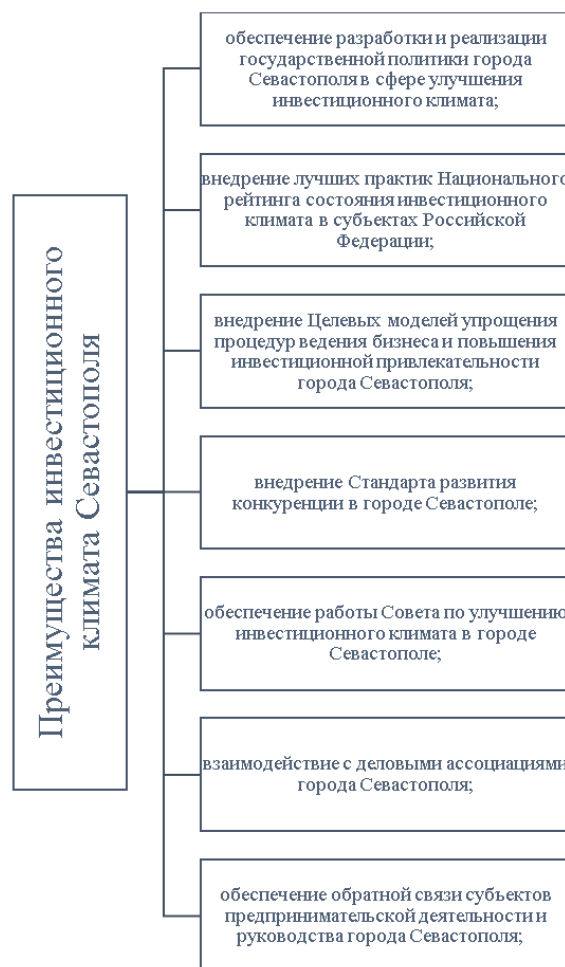 Преимущества инвестиционного
климата Севастополя
обеспечение разработки и реализации
государственной политики города
Севастополя в сфере улучшения
инвестиционного климата;
внедрение лучших практик Национального
рейтинга состояния инвестиционного
климата в субъектах Российской
Федерации;
внедрение Целевых моделей упрощения
процедур ведения бизнеса и повышения
инвестиционной привлекательности
города Севастополя;
внедрение Стандарта развития
конкуренции в городе Севастополе;
обеспечение работы Совета по улучшению
инвестиционного климата в городе
Севастополе;
взаимодействие с деловыми ассоциациями
города Севастополя;
обеспечение обратной связи субъектов
предпринимательской деятельности и
руководства города Севастополя;